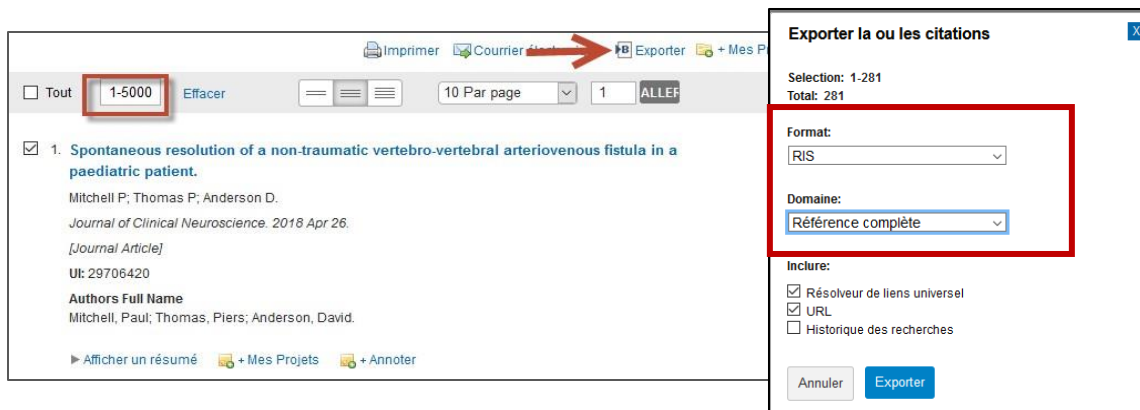 Imprimer Courrier Exporter + Mes
Tout 1-5000 Effacer 10 Par page 1 ALLER
1. Spontaneous resolution of a non-traumatic vertebro-vertebral arteriovenous fistula in a
paediatric patient.
Mitchell P; Thomas P; Anderson D.
Journal of Clinical Neuroscience. 2018 Apr 26.
[Journal Article]
UI: 29706420
Authors Full Name
Mitchell, Paul; Thomas, Piers; Anderson, David.
Afficher un résumé + Mes Projets + Annoter
Exporter la ou les citations X
Selection: 1-281
Total: 281
Format:
RIS
Domaine:
Référence complète
Inclure:
Résolveur de liens universel
URL
Historique des recherches
Annuler Exporter